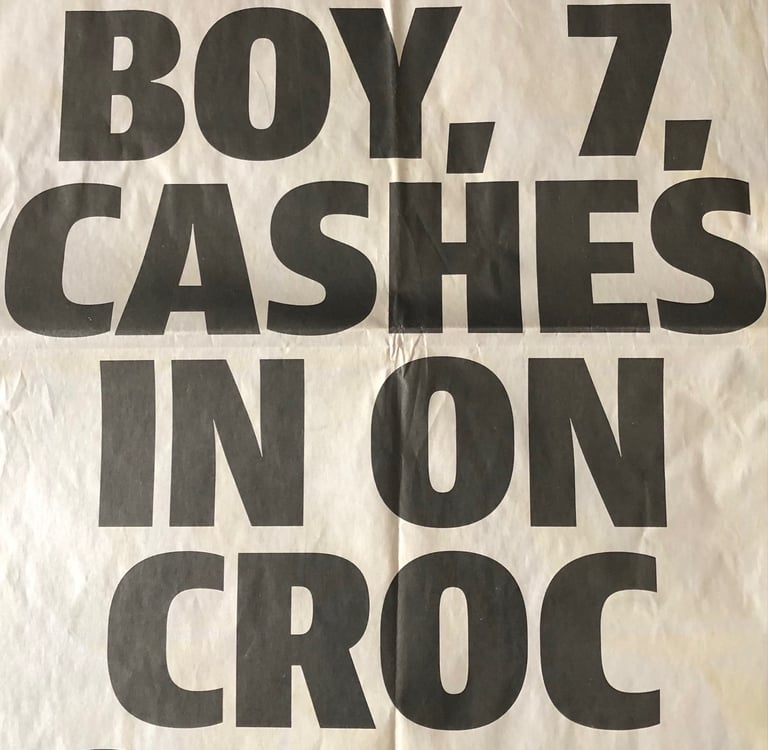 BOY, 7,
CASHES
IN ON
CROC